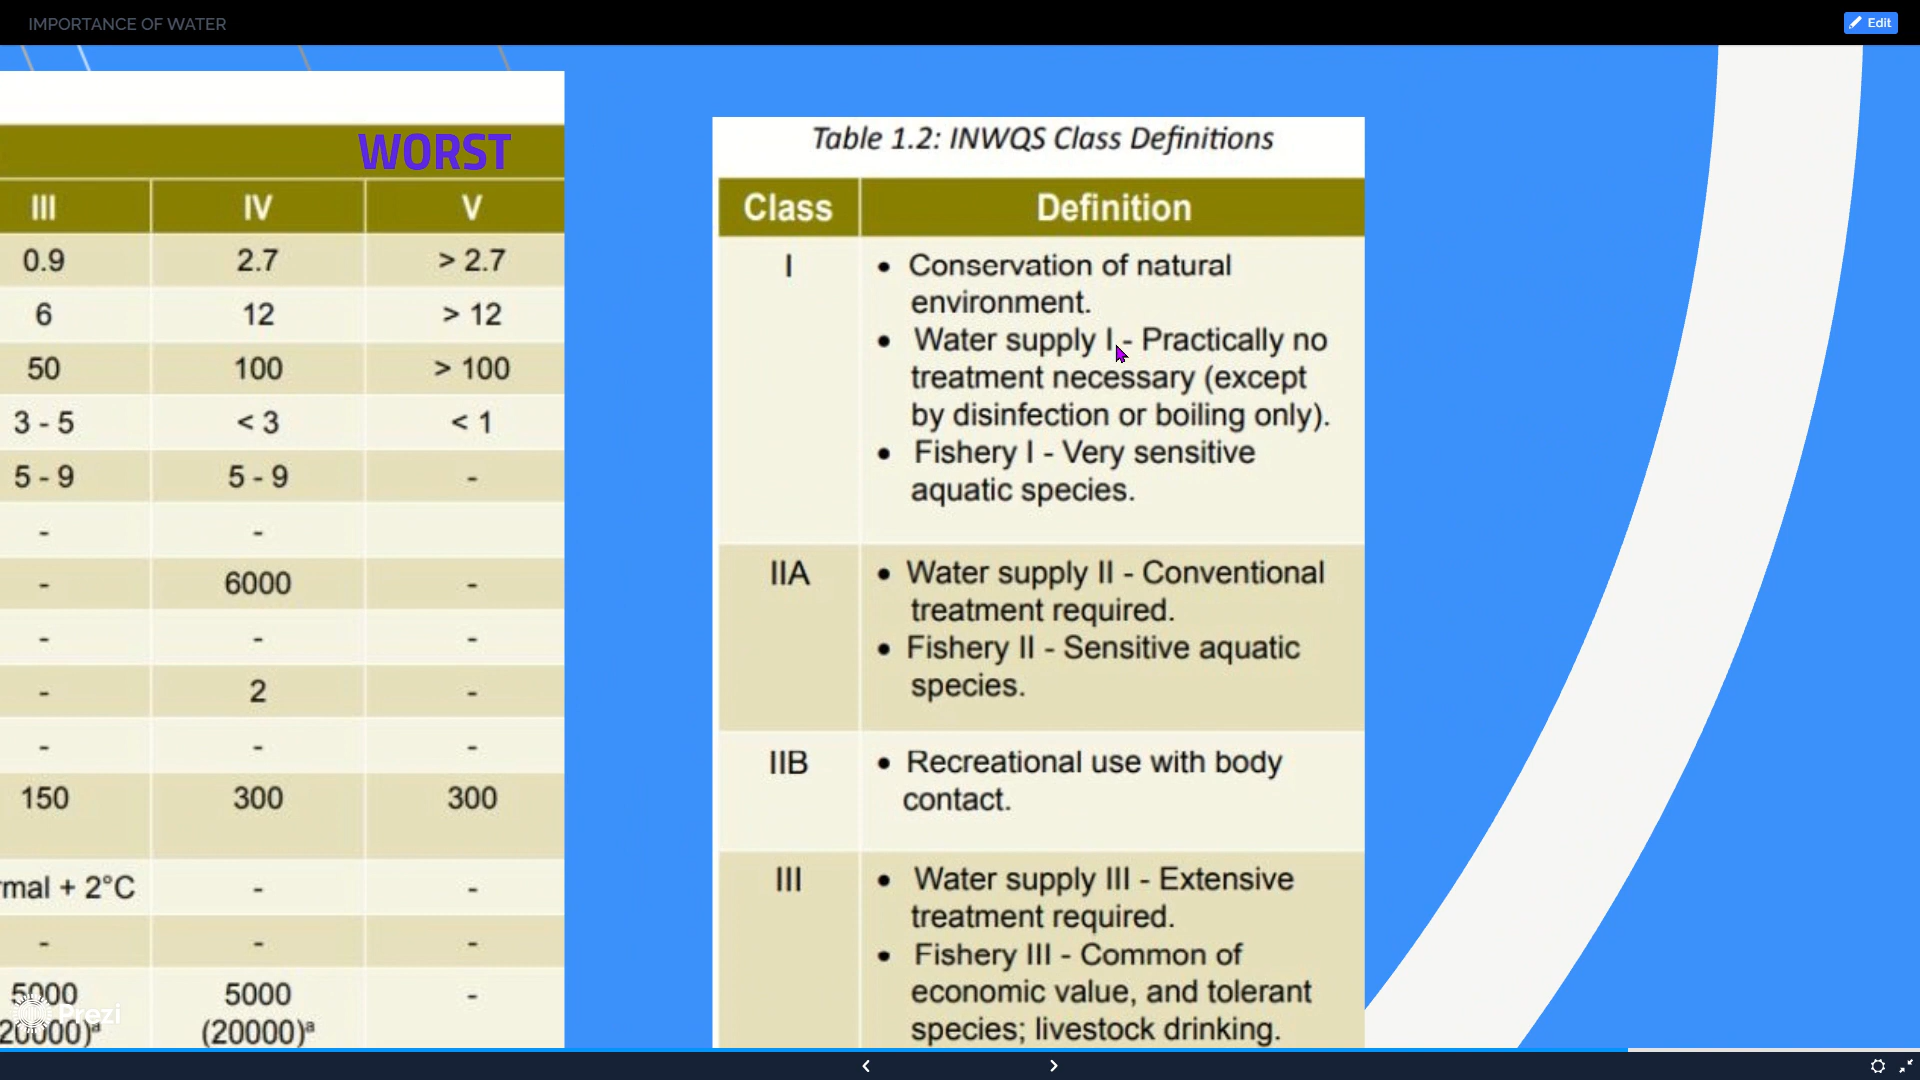 IMPORTANCE OF WATER
Edit
WORST
III IV V
0.9 2.7 > 2.7
6 12 > 12
50 100 > 100
3 - 5 < 3 < 1
5 - 9 5 - 9 -
- -
- 6000 -
- - -
- 2 -
- - -
150 300 300
rmal + 2°C - -
- - -
5000 5000 -
20000)ª (20000)ª
Prezi
Table 1.2: INWQS Class Definitions
Class Definition
I
• Conservation of natural
environment.
• Water supply I - Practically no
treatment necessary (except
by disinfection or boiling only).
• Fishery I - Very sensitive
aquatic species.
IIA
• Water supply II - Conventional
treatment required.
• Fishery II - Sensitive aquatic
species.
IIB
• Recreational use with body
contact.
III
• Water supply III - Extensive
treatment required.
• Fishery III - Common of
economic value, and tolerant
species; livestock drinking.